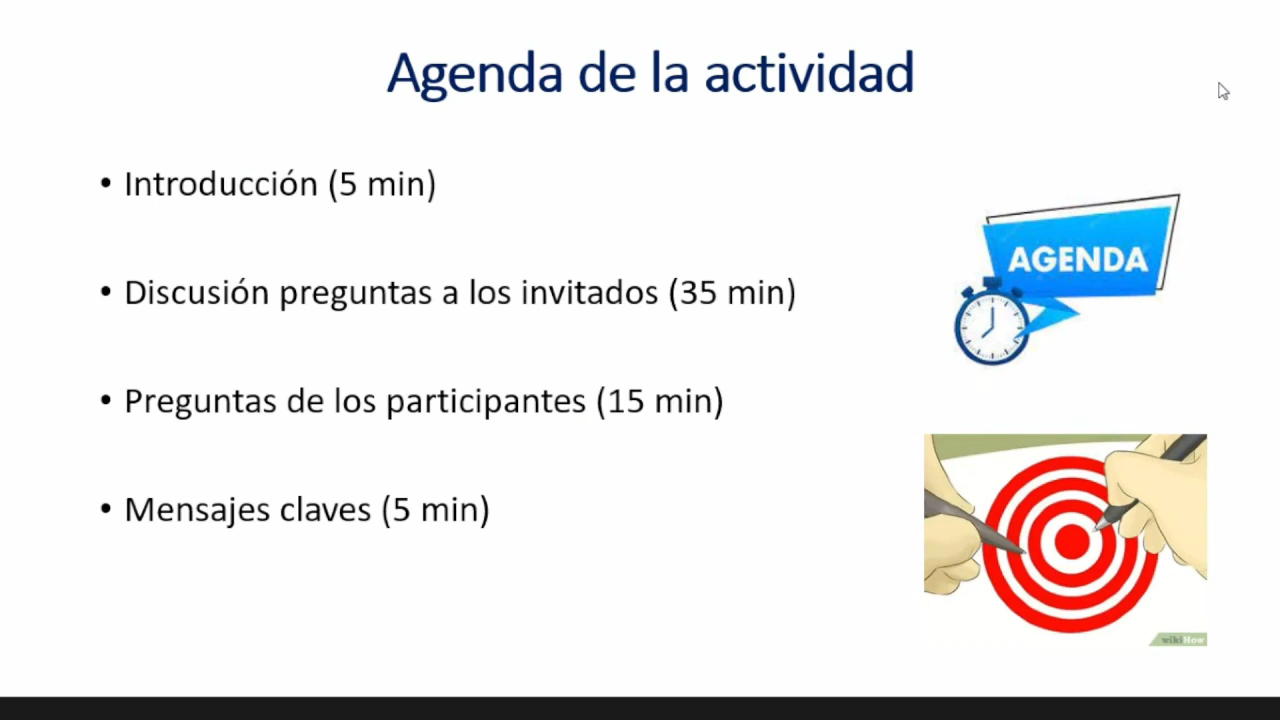 Agenda de la actividad
• Introducción (5 min)
• Discusión preguntas a los invitados (35 min)
• Preguntas de los participantes (15 min)
• Mensajes claves (5 min)
AGENDA
wikiHow